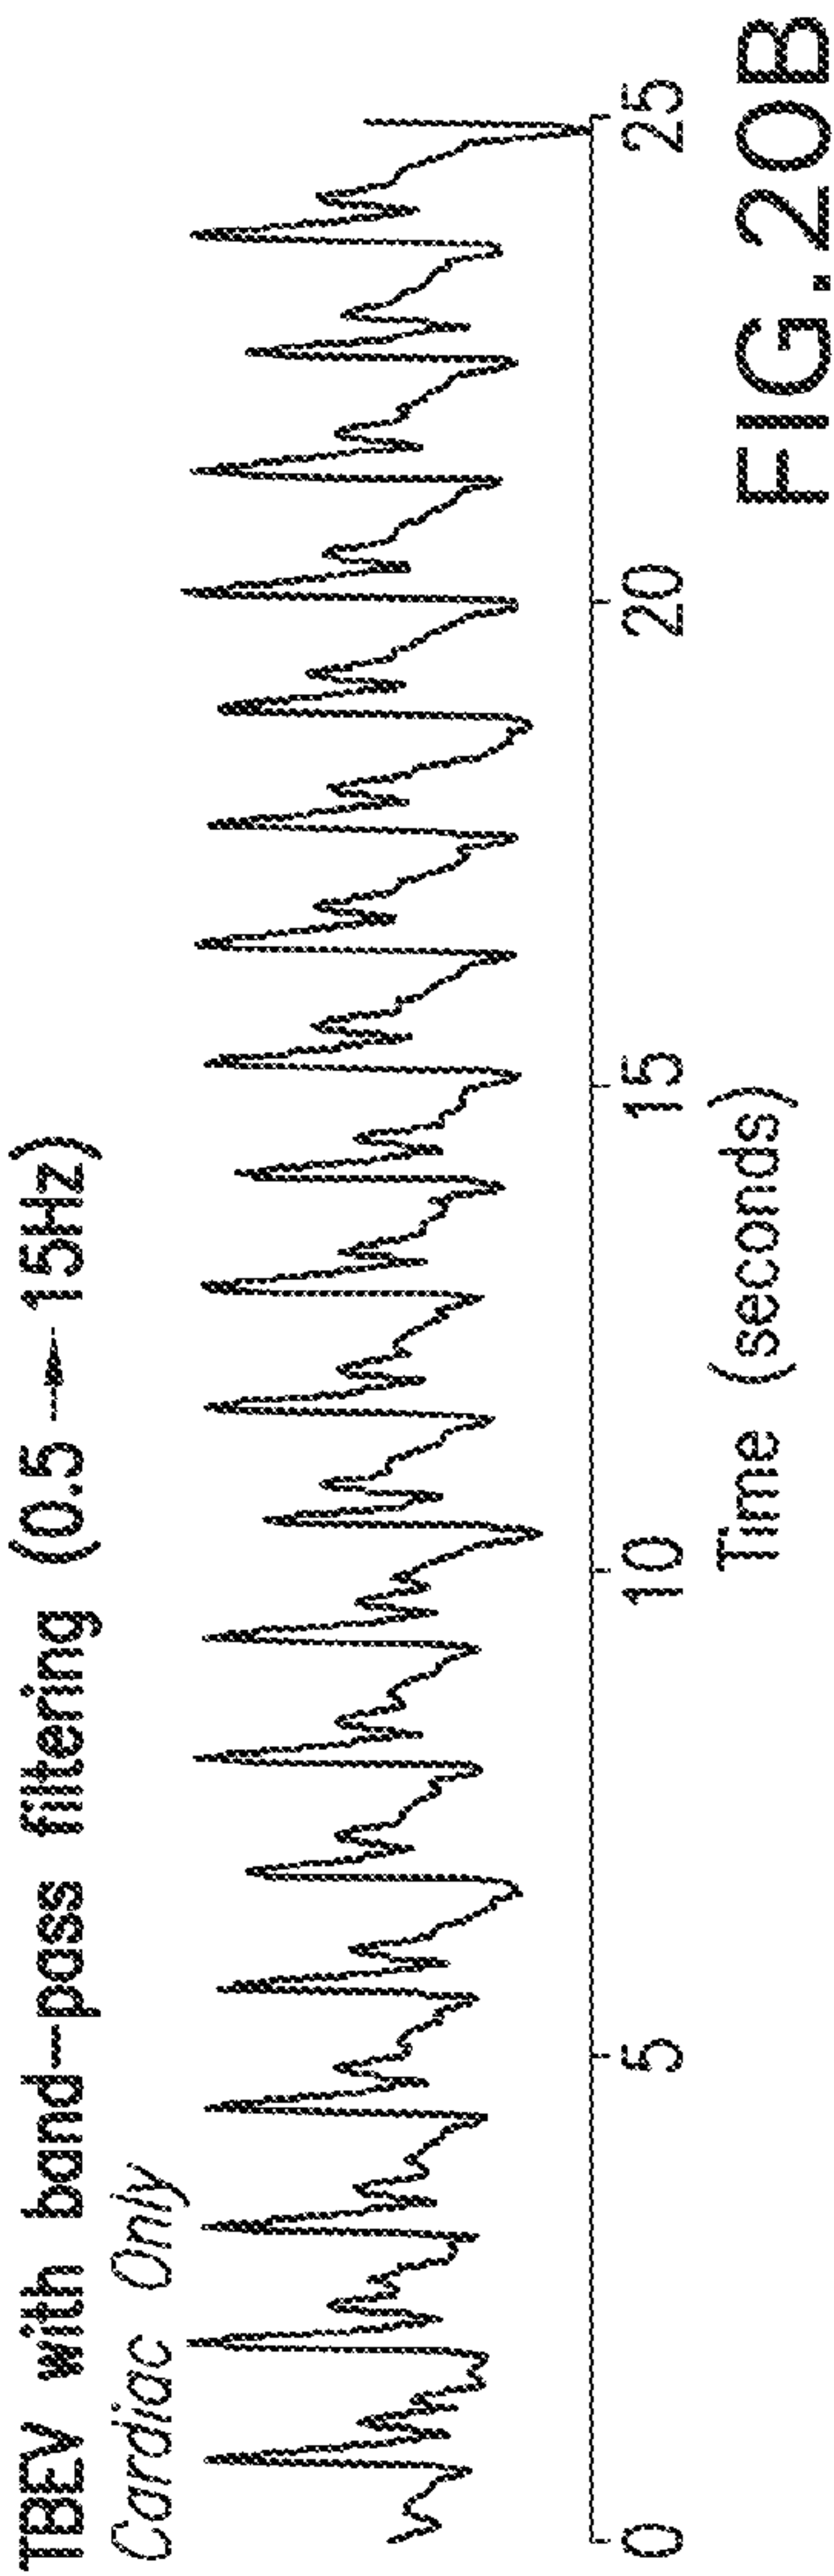 TBEV with band-pass filtering (0.5 → 15Hz)
Cardiac Only
0 5 10 15 20 25
Time (seconds)
FIG.20B